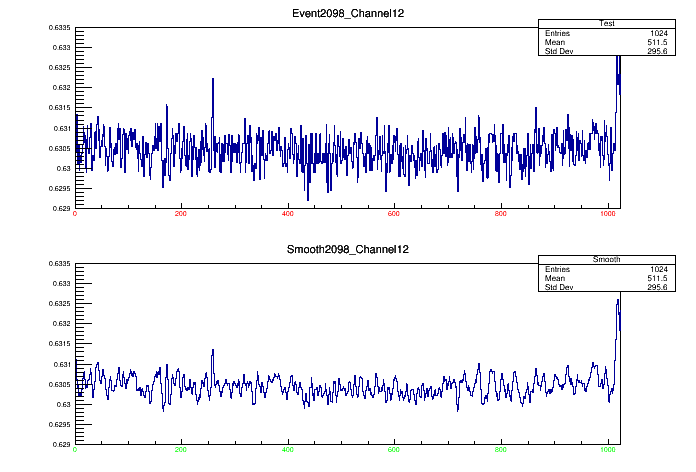 Event2098_Channel12
Test
Entries 1024
Mean 511.5
Std Dev 295.6
0.6335
0.633
0.6325
0.632
0.6315
0.631
0.6305
0.63
0.6295
0.629
0 200 400 600 800 1000
Smooth2098_Channel12
Smooth
Entries 1024
Mean 511.5
Std Dev 295.6
0.6335
0.633
0.6325
0.632
0.6315
0.631
0.6305
0.63
0.6295
0.629
0 200 400 600 800 1000